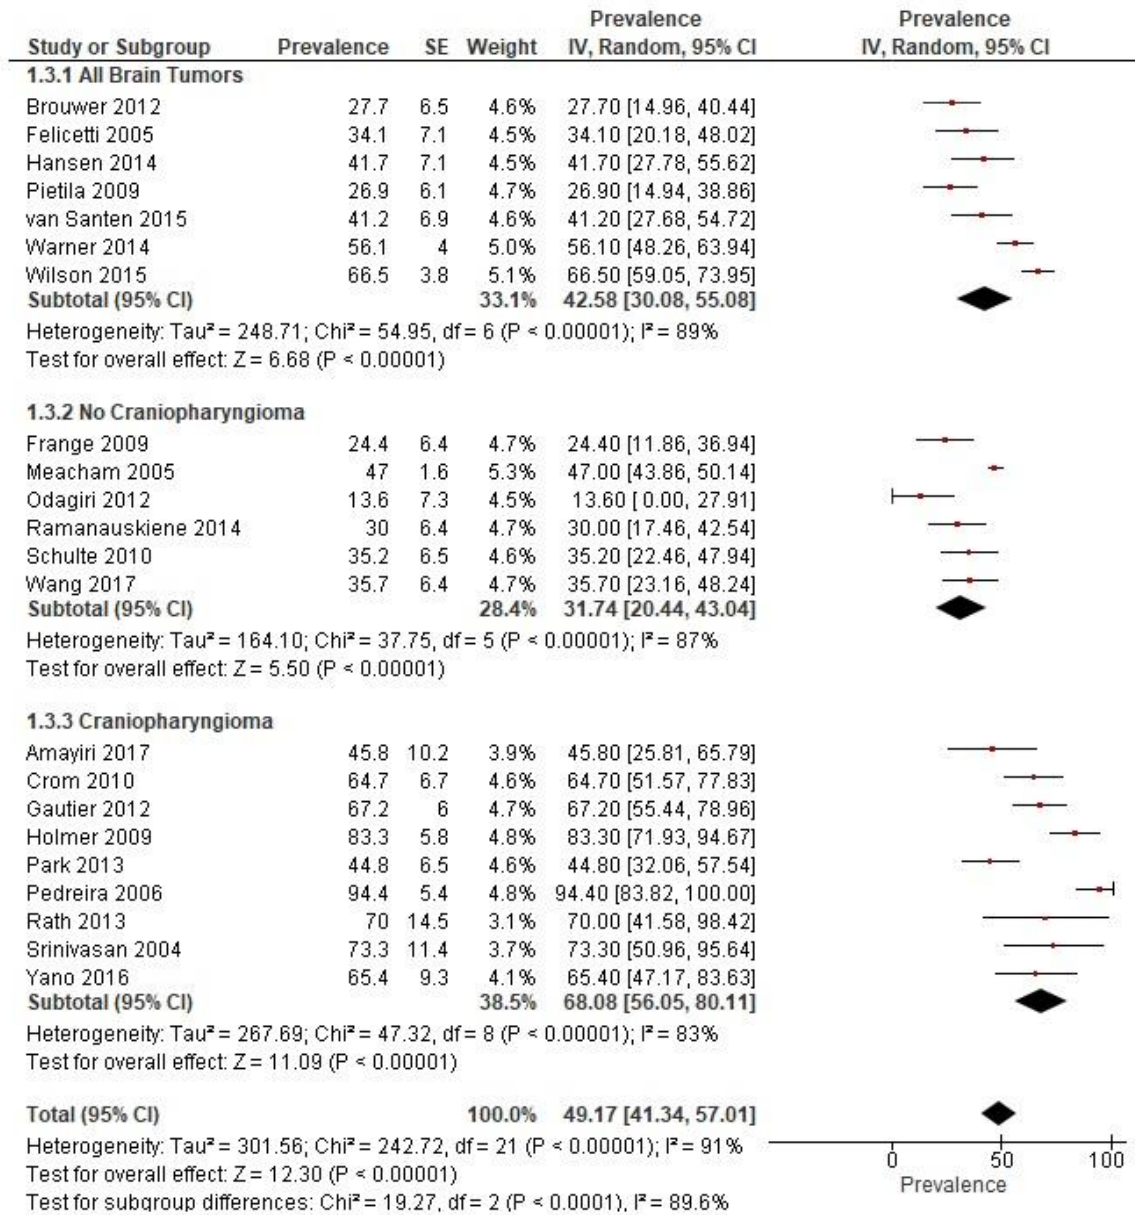 Prevalence Prevalence
Study or Subgroup Prevalence SE Weight IV, Random, 95% CI IV, Random, 95% CI
1.3.1 All Brain Tumors
Brouwer 2012 27.7 6.5 4.6% 27.70 [14.96, 40.44]
Felicetti 2005 34.1 7.1 4.5% 34.10 [20.18, 48.02]
Hansen 2014 41.7 7.1 4.5% 41.70 [27.78, 55.62]
Pietila 2009 26.9 6.1 4.7% 26.90 [14.94, 38.86]
van Santen 2015 41.2 6.9 4.6% 41.20 [27.68, 54.72]
Warner 2014 56.1 4 5.0% 56.10 [48.26, 63.94]
Wilson 2015 66.5 3.8 5.1% 66.50 [59.05, 73.95]
Subtotal (95% CI) 33.1% 42.58 [30.08, 55.08]
Heterogeneity: Tau² = 248.71; Chi² = 54.95, df = 6 (P < 0.00001); I² = 89%
Test for overall effect: Z = 6.68 (P < 0.00001)
1.3.2 No Craniopharyngioma
Frange 2009 24.4 6.4 4.7% 24.40 [11.86, 36.94]
Meacham 2005 47 1.6 5.3% 47.00 [43.86, 50.14]
Odagiri 2012 13.6 7.3 4.5% 13.60 [ 0.00, 27.91]
Ramanauskiene 2014 30 6.4 4.7% 30.00 [17.46, 42.54]
Schulte 2010 35.2 6.5 4.6% 35.20 [22.46, 47.94]
Wang 2017 35.7 6.4 4.7% 35.70 [23.16, 48.24]
Subtotal (95% CI) 28.4% 31.74 [20.44, 43.04]
Heterogeneity: Tau² = 164.10; Chi² = 37.75, df = 5 (P < 0.00001); I² = 87%
Test for overall effect: Z = 5.50 (P < 0.00001)
1.3.3 Craniopharyngioma
Amayiri 2017 45.8 10.2 3.9% 45.80 [25.81, 65.79]
Crom 2010 64.7 6.7 4.6% 64.70 [51.57, 77.83]
Gautier 2012 67.2 6 4.7% 67.20 [55.44, 78.96]
Holmer 2009 83.3 5.8 4.8% 83.30 [71.93, 94.67]
Park 2013 44.8 6.5 4.6% 44.80 [32.06, 57.54]
Pedreira 2006 94.4 5.4 4.8% 94.40 [83.82, 100.00]
Rath 2013 70 14.5 3.1% 70.00 [41.58, 98.42]
Srinivasan 2004 73.3 11.4 3.7% 73.30 [50.96, 95.64]
Yano 2016 65.4 9.3 4.1% 65.40 [47.17, 83.63]
Subtotal (95% CI) 38.5% 68.08 [56.05, 80.11]
Heterogeneity: Tau² = 267.69; Chi² = 47.32, df = 8 (P < 0.00001); I² = 83%
Test for overall effect: Z = 11.09 (P < 0.00001)
Total (95% CI) 100.0% 49.17 [41.34, 57.01]
Heterogeneity: Tau² = 301.56; Chi² = 242.72, df = 21 (P < 0.00001); I² = 91%
Test for overall effect: Z = 12.30 (P < 0.00001)
Test for subgroup differences: Chi² = 19.27, df = 2 (P < 0.0001), I² = 89.6%
0 50 100
Prevalence